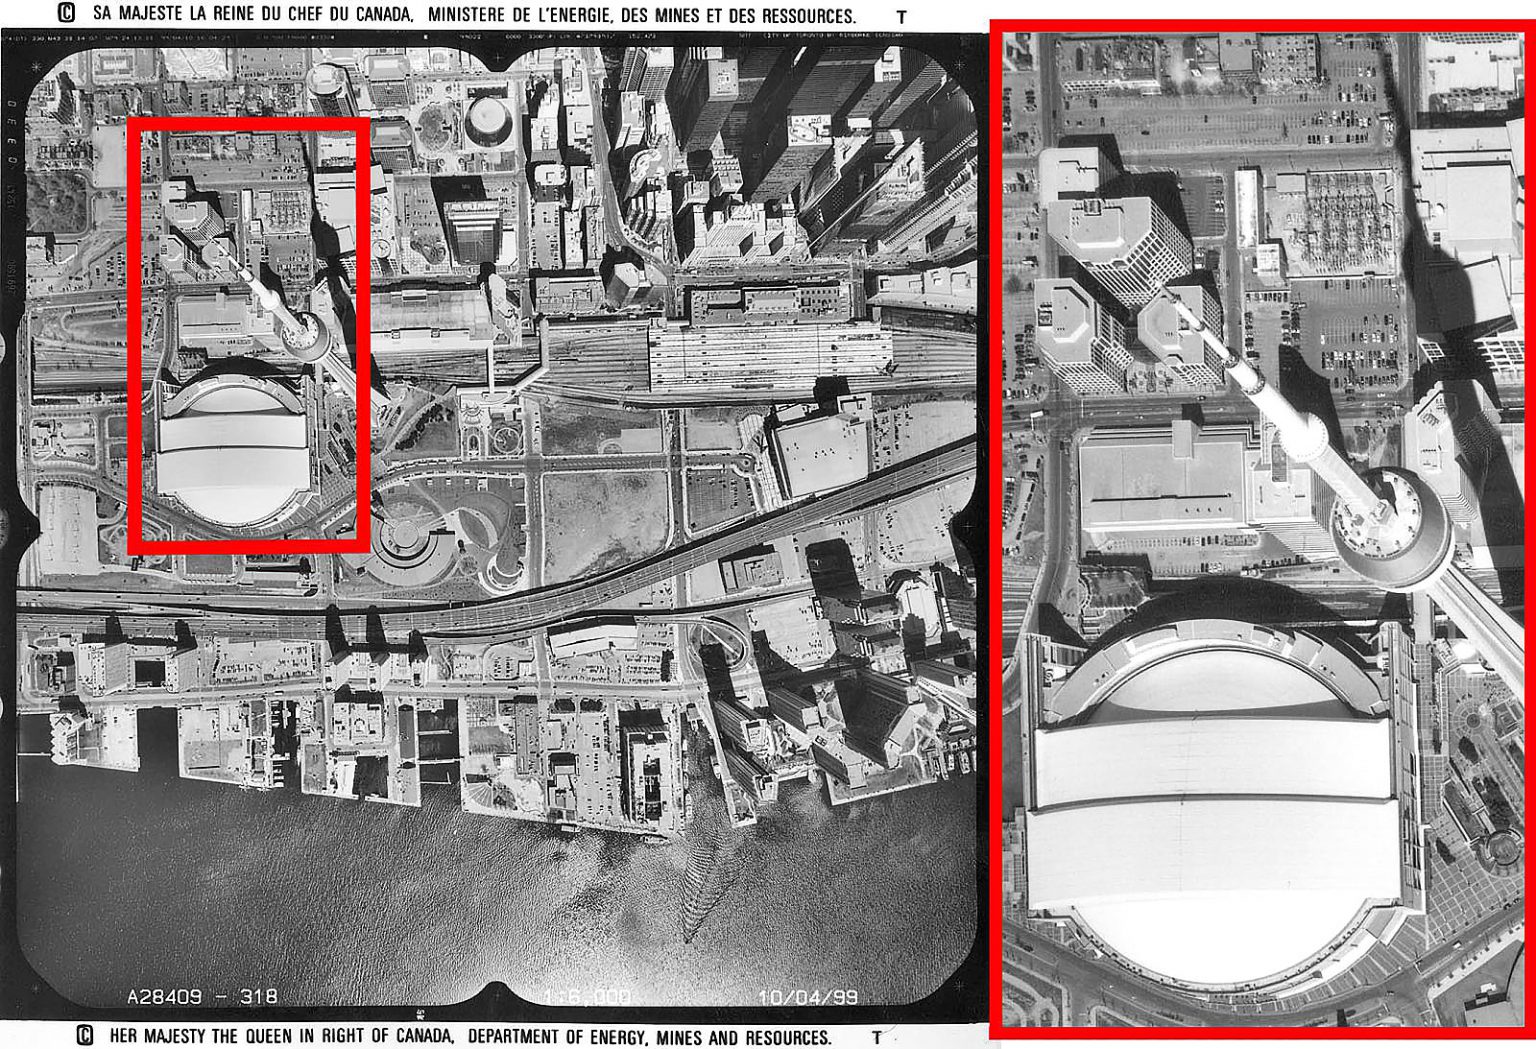 © SA MAJESTE LA REINE DU CHEF DU CANADA, MINISTERE DE L'ENERGIE, DES MINES ET DES RESSOURCES. T
A28409 - 318 1:6,000 10/04/99
© HER MAJESTY THE QUEEN IN RIGHT OF CANADA, DEPARTMENT OF ENERGY, MINES AND RESOURCES. T